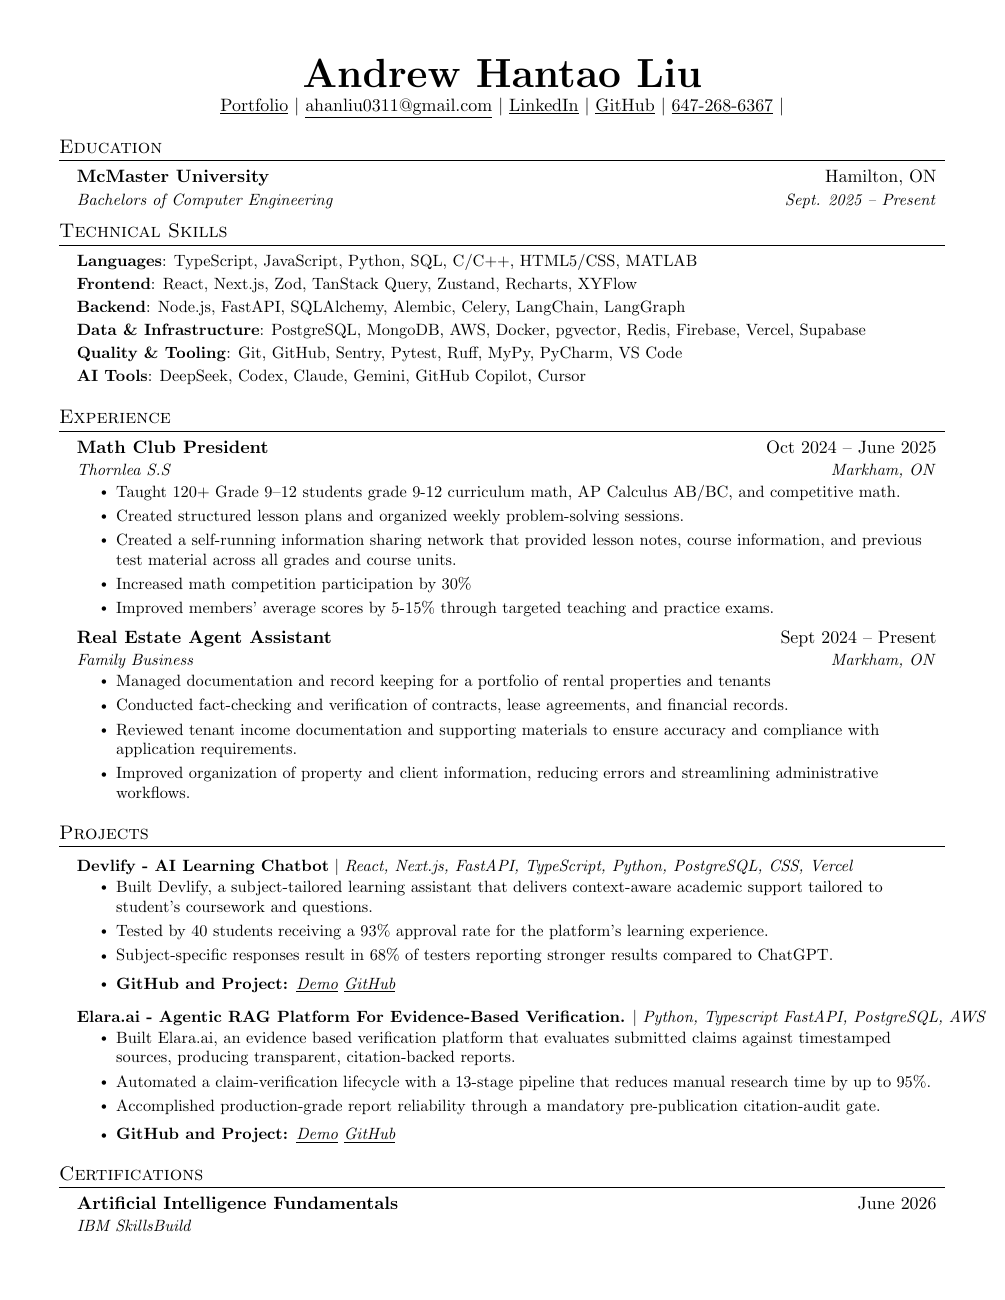 Andrew Hantao Liu
Portfolio | ahanliu0311@gmail.com | LinkedIn | GitHub | 647-268-6367 |
Education
McMaster University Hamilton, ON
Bachelors of Computer Engineering Sept. 2025 – Present
Technical Skills
Languages: TypeScript, JavaScript, Python, SQL, C/C++, HTML5/CSS, MATLAB
Frontend: React, Next.js, Zod, TanStack Query, Zustand, Recharts, XYFlow
Backend: Node.js, FastAPI, SQLAlchemy, Alembic, Celery, LangChain, LangGraph
Data & Infrastructure: PostgreSQL, MongoDB, AWS, Docker, pgvector, Redis, Firebase, Vercel, Supabase
Quality & Tooling: Git, GitHub, Sentry, Pytest, Ruff, MyPy, PyCharm, VS Code
AI Tools: DeepSeek, Codex, Claude, Gemini, GitHub Copilot, Cursor
Experience
Math Club President Oct 2024 – June 2025
Thornlea S.S Markham, ON
• Taught 120+ Grade 9–12 students grade 9-12 curriculum math, AP Calculus AB/BC, and competitive math.
• Created structured lesson plans and organized weekly problem-solving sessions.
• Created a self-running information sharing network that provided lesson notes, course information, and previous
test material across all grades and course units.
• Increased math competition participation by 30%
• Improved members' average scores by 5-15% through targeted teaching and practice exams.
Real Estate Agent Assistant Sept 2024 – Present
Family Business Markham, ON
• Managed documentation and record keeping for a portfolio of rental properties and tenants
• Conducted fact-checking and verification of contracts, lease agreements, and financial records.
• Reviewed tenant income documentation and supporting materials to ensure accuracy and compliance with
application requirements.
• Improved organization of property and client information, reducing errors and streamlining administrative
workflows.
Projects
Devlify - AI Learning Chatbot | React, Next.js, FastAPI, TypeScript, Python, PostgreSQL, CSS, Vercel
• Built Devlify, a subject-tailored learning assistant that delivers context-aware academic support tailored to
student's coursework and questions.
• Tested by 40 students receiving a 93% approval rate for the platform's learning experience.
• Subject-specific responses result in 68% of testers reporting stronger results compared to ChatGPT.
• GitHub and Project: Demo GitHub
Elara.ai - Agentic RAG Platform For Evidence-Based Verification. | Python, Typescript FastAPI, PostgreSQL, AWS
• Built Elara.ai, an evidence based verification platform that evaluates submitted claims against timestamped
sources, producing transparent, citation-backed reports.
• Automated a claim-verification lifecycle with a 13-stage pipeline that reduces manual research time by up to 95%.
• Accomplished production-grade report reliability through a mandatory pre-publication citation-audit gate.
• GitHub and Project: Demo GitHub
Certifications
Artificial Intelligence Fundamentals June 2026
IBM SkillsBuild